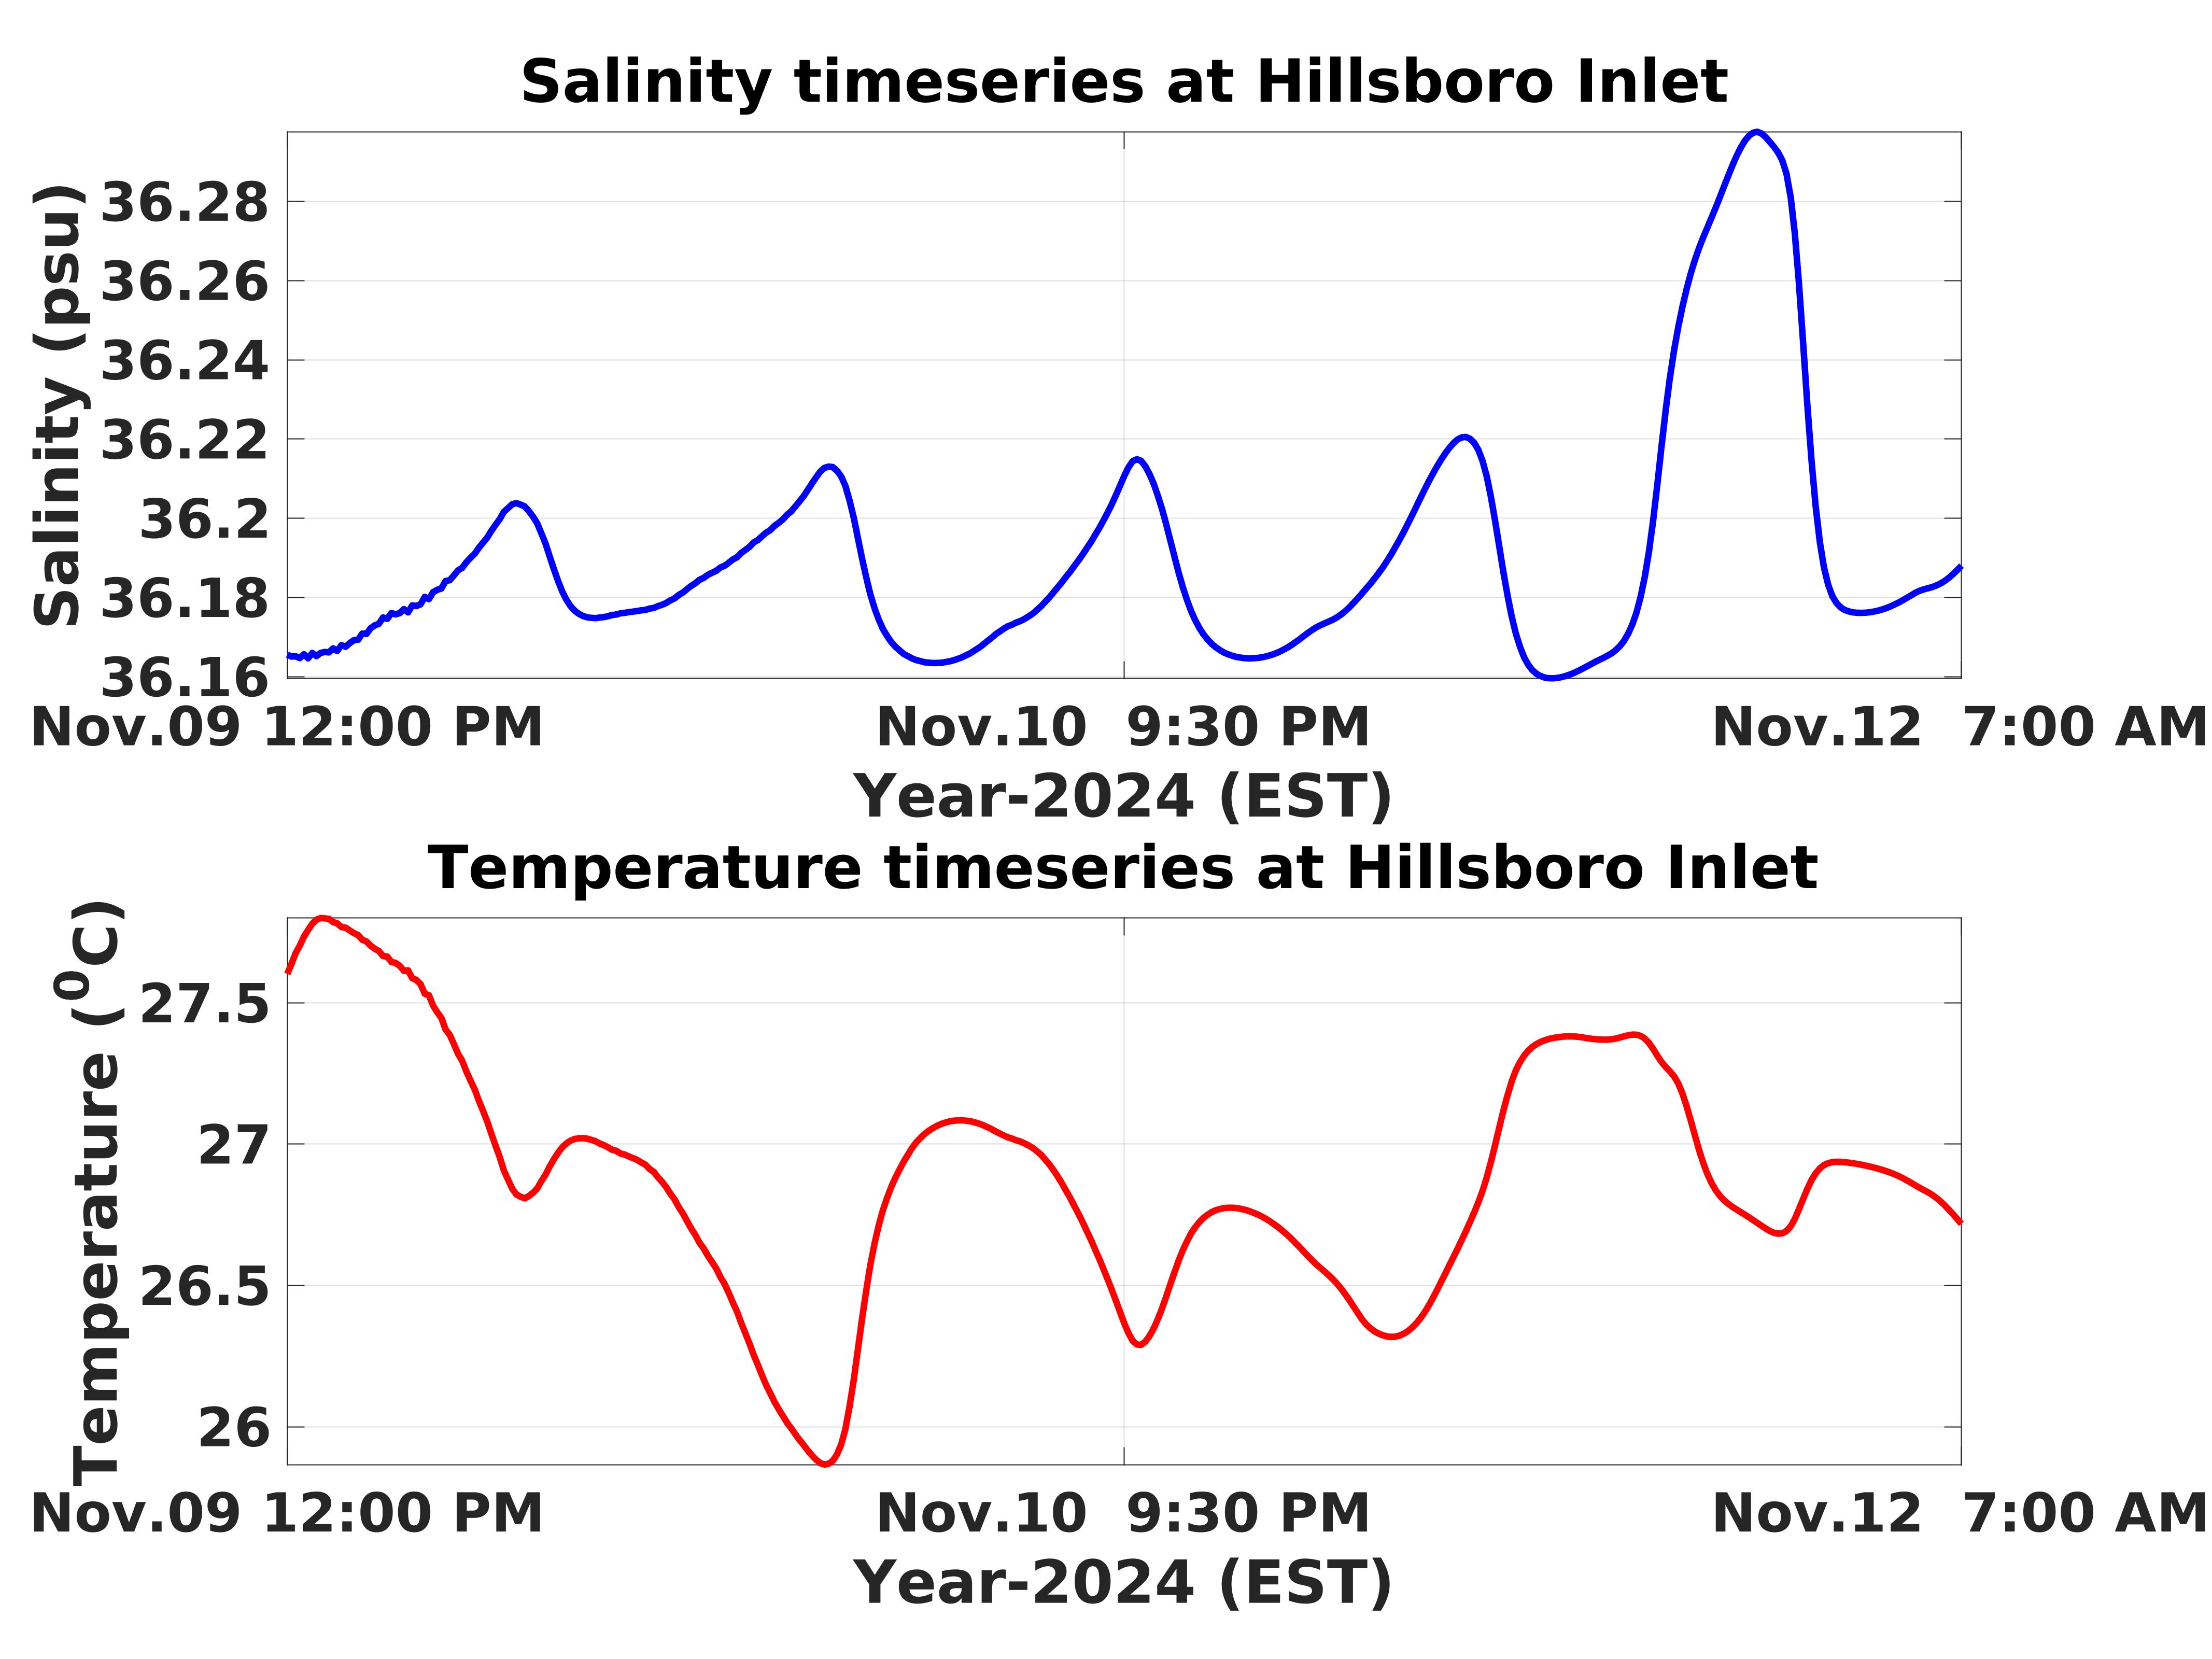 Salinity timeseries at Hillsboro Inlet
Salinity (psu)
36.28
36.26
36.24
36.22
36.2
36.18
36.16
Nov.09 12:00 PM
Nov.10  9:30 PM
Nov.12  7:00 AM
Year-2024 (EST)
Temperature timeseries at Hillsboro Inlet
Temperature (⁰C)
27.5
27
26.5
26
Nov.09 12:00 PM
Nov.10  9:30 PM
Nov.12  7:00 AM
Year-2024 (EST)